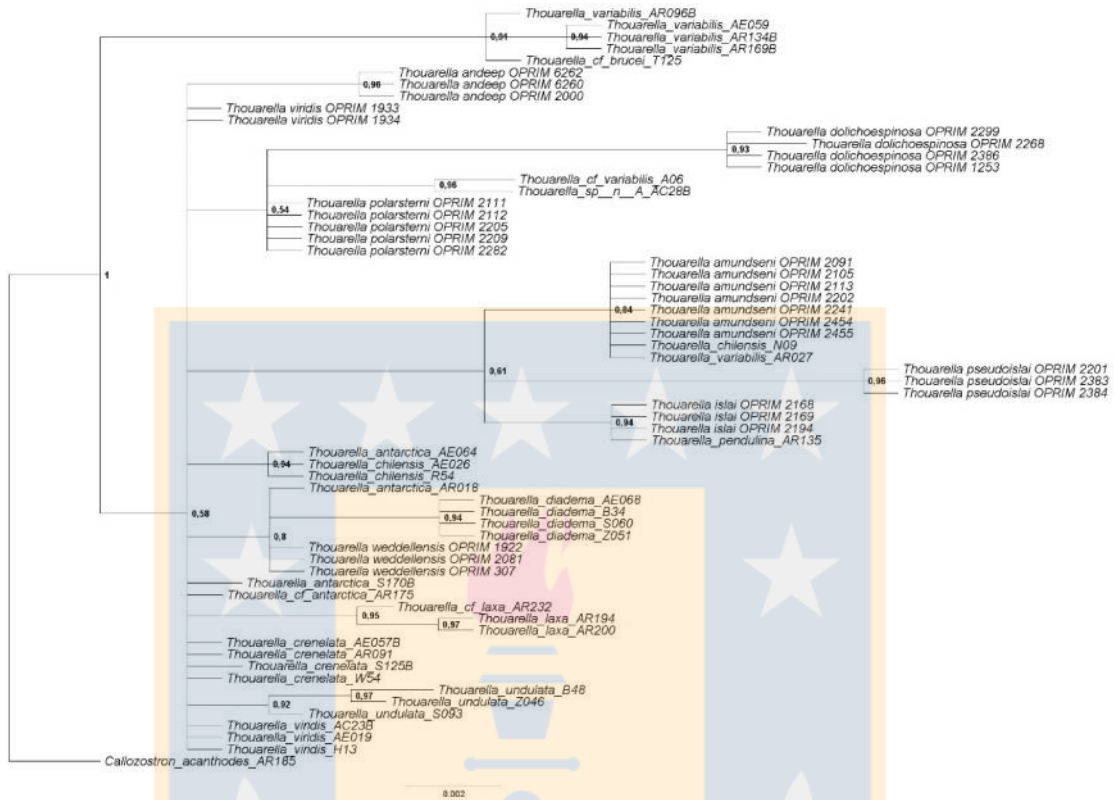 Thouarella_variabilis_AR096B
Thouarella_variabilis_AE059
0,91
0,94
Thouarella_variabilis_AR134B
Thouarella_variabilis_AR169B
Thouarella_cf_brucei_T125
Thouarella andeep OPRIM 6262
0,96
Thouarella andeep OPRIM 6260
Thouarella andeep OPRIM 2000
Thouarella viridis OPRIM 1933
Thouarella viridis OPRIM 1934
Thouarella dolichoespinosa OPRIM 2299
0,93
Thouarella dolichoespinosa OPRIM 2268
Thouarella dolichoespinosa OPRIM 2386
Thouarella dolichoespinosa OPRIM 1253
Thouarella_cf_variabilis_A06
0,96
Thouarella_sp__n__A_AC28B
Thouarella polarsterni OPRIM 2111
0,54
Thouarella polarsterni OPRIM 2112
Thouarella polarsterni OPRIM 2205
Thouarella polarsterni OPRIM 2209
Thouarella polarsterni OPRIM 2282
Thouarella amundseni OPRIM 2091
1
Thouarella amundseni OPRIM 2105
Thouarella amundseni OPRIM 2113
Thouarella amundseni OPRIM 2202
0,84
Thouarella amundseni OPRIM 2241
Thouarella amundseni OPRIM 2454
Thouarella amundseni OPRIM 2455
Thouarella_chilensis_N09
Thouarella_variabilis_AR027
0,61
Thouarella pseudoislai OPRIM 2201
0,96
Thouarella pseudoislai OPRIM 2383
Thouarella pseudoislai OPRIM 2384
Thouarella islai OPRIM 2168
Thouarella islai OPRIM 2169
0,94
Thouarella islai OPRIM 2194
Thouarella_pendulina_AR135
Thouarella_antarctica_AE064
0,94
Thouarella_chilensis_AE026
Thouarella_chilensis_R54
Thouarella_antarctica_AR018
Thouarella_diadema_AE068
0,58
Thouarella_diadema_B34
0,94
Thouarella_diadema_S060
0,8
Thouarella_diadema_Z051
Thouarella weddellensis OPRIM 1922
Thouarella weddellensis OPRIM 2081
Thouarella weddellensis OPRIM 307
Thouarella_antarctica_S170B
Thouarella_cf_antarctica_AR175
Thouarella_cf_laxa_AR232
0,95
Thouarella_laxa_AR194
0,97
Thouarella_laxa_AR200
Thouarella_crenelata_AE057B
Thouarella_crenelata_AR091
Thouarella_crenelata_S125B
Thouarella_crenelata_W54
Thouarella_undulata_B48
0,97
Thouarella_undulata_Z046
0,92
Thouarella_undulata_S093
Thouarella_viridis_AC23B
Thouarella_viridis_AE019
Thouarella_viridis_H13
Callozostron_acanthodes_AR185
0.002